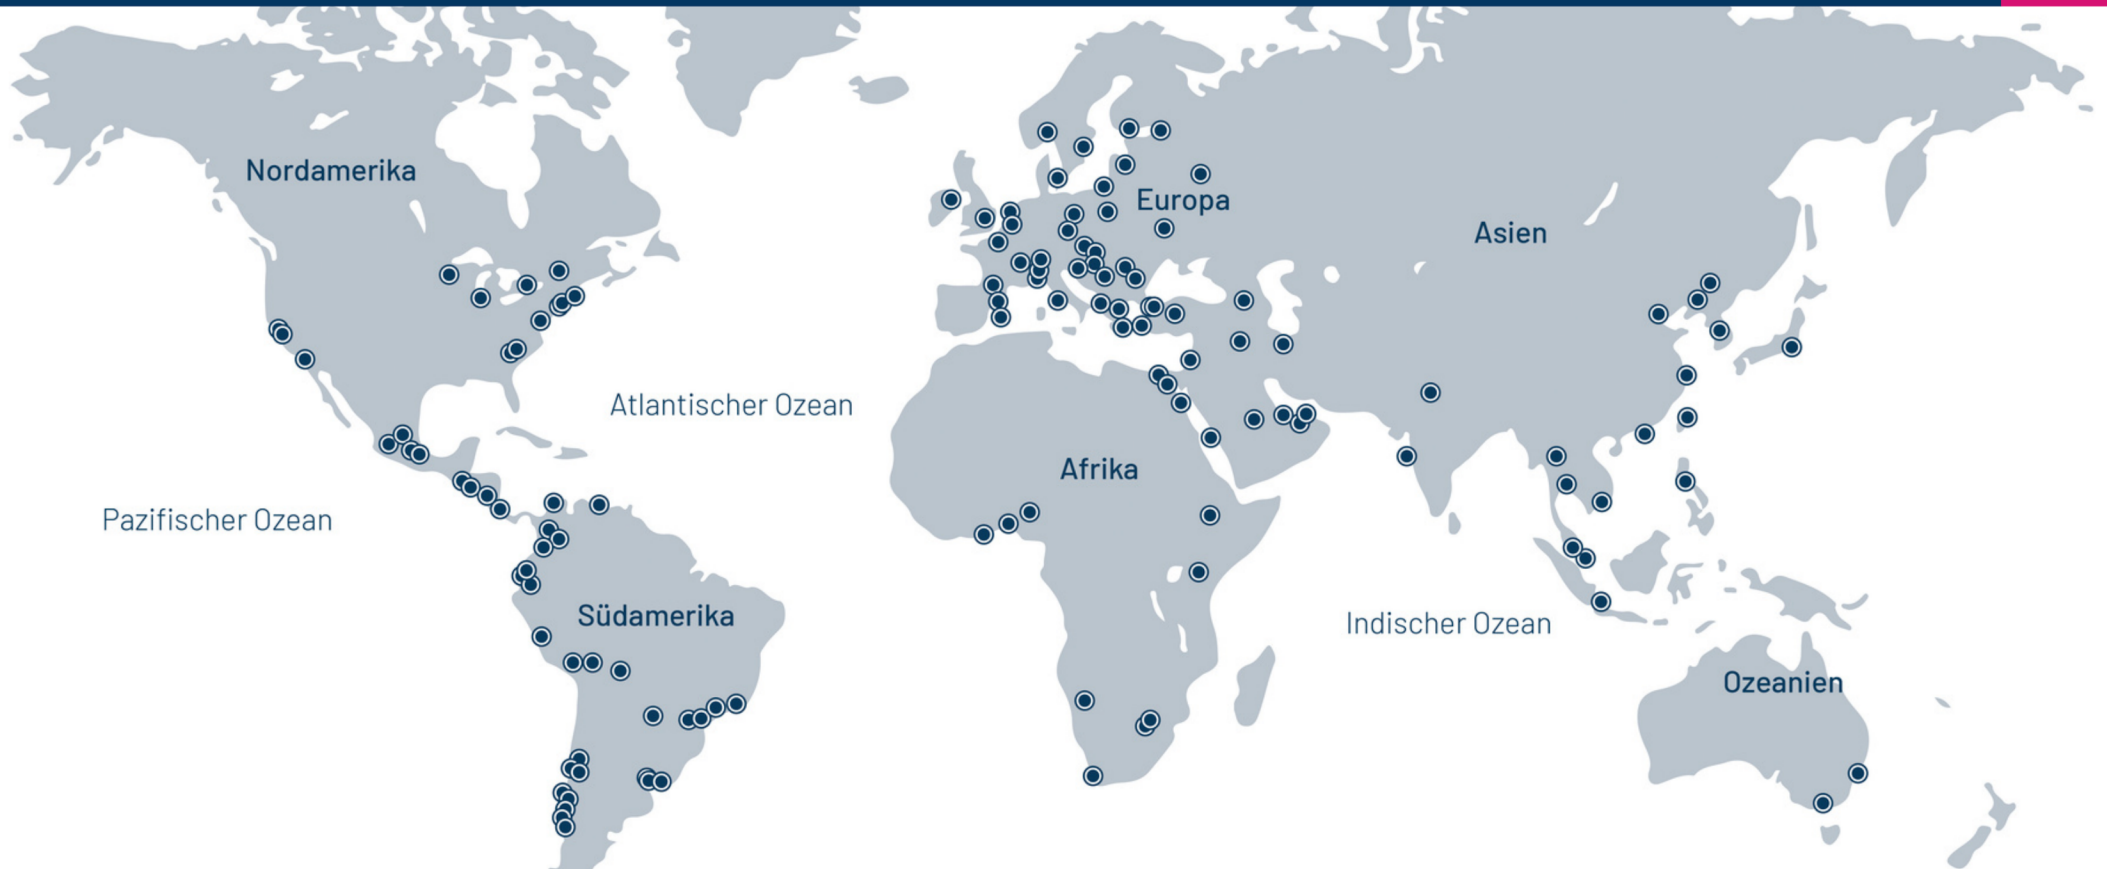 Nordamerika
Europa
Asien
Atlantischer Ozean
Afrika
Pazifischer Ozean
Südamerika
Indischer Ozean
Ozeanien